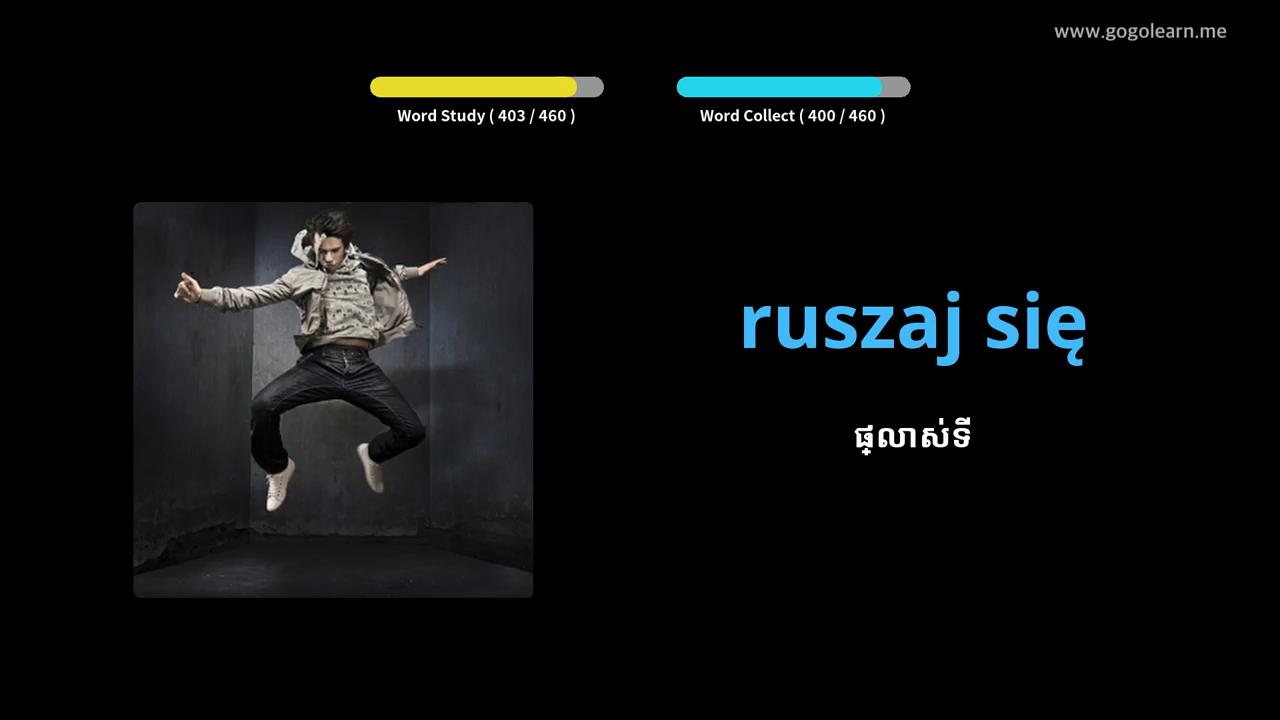 www.gogolearn.me
Word Study ( 403 / 460 )
Word Collect ( 400 / 460 )
ruszaj się
ផ្លាស់ទី